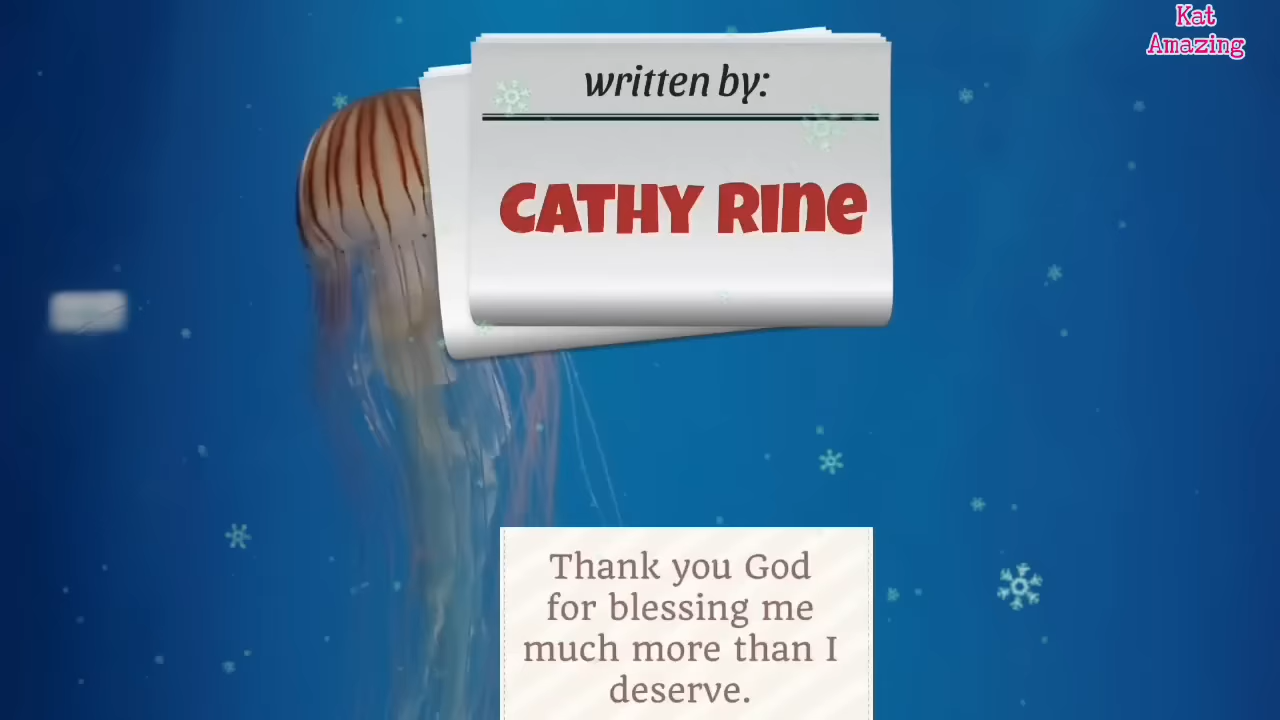 Kat
Amazing
written by:
CATHY RINE
Thank you God
for blessing me
much more than I
deserve.